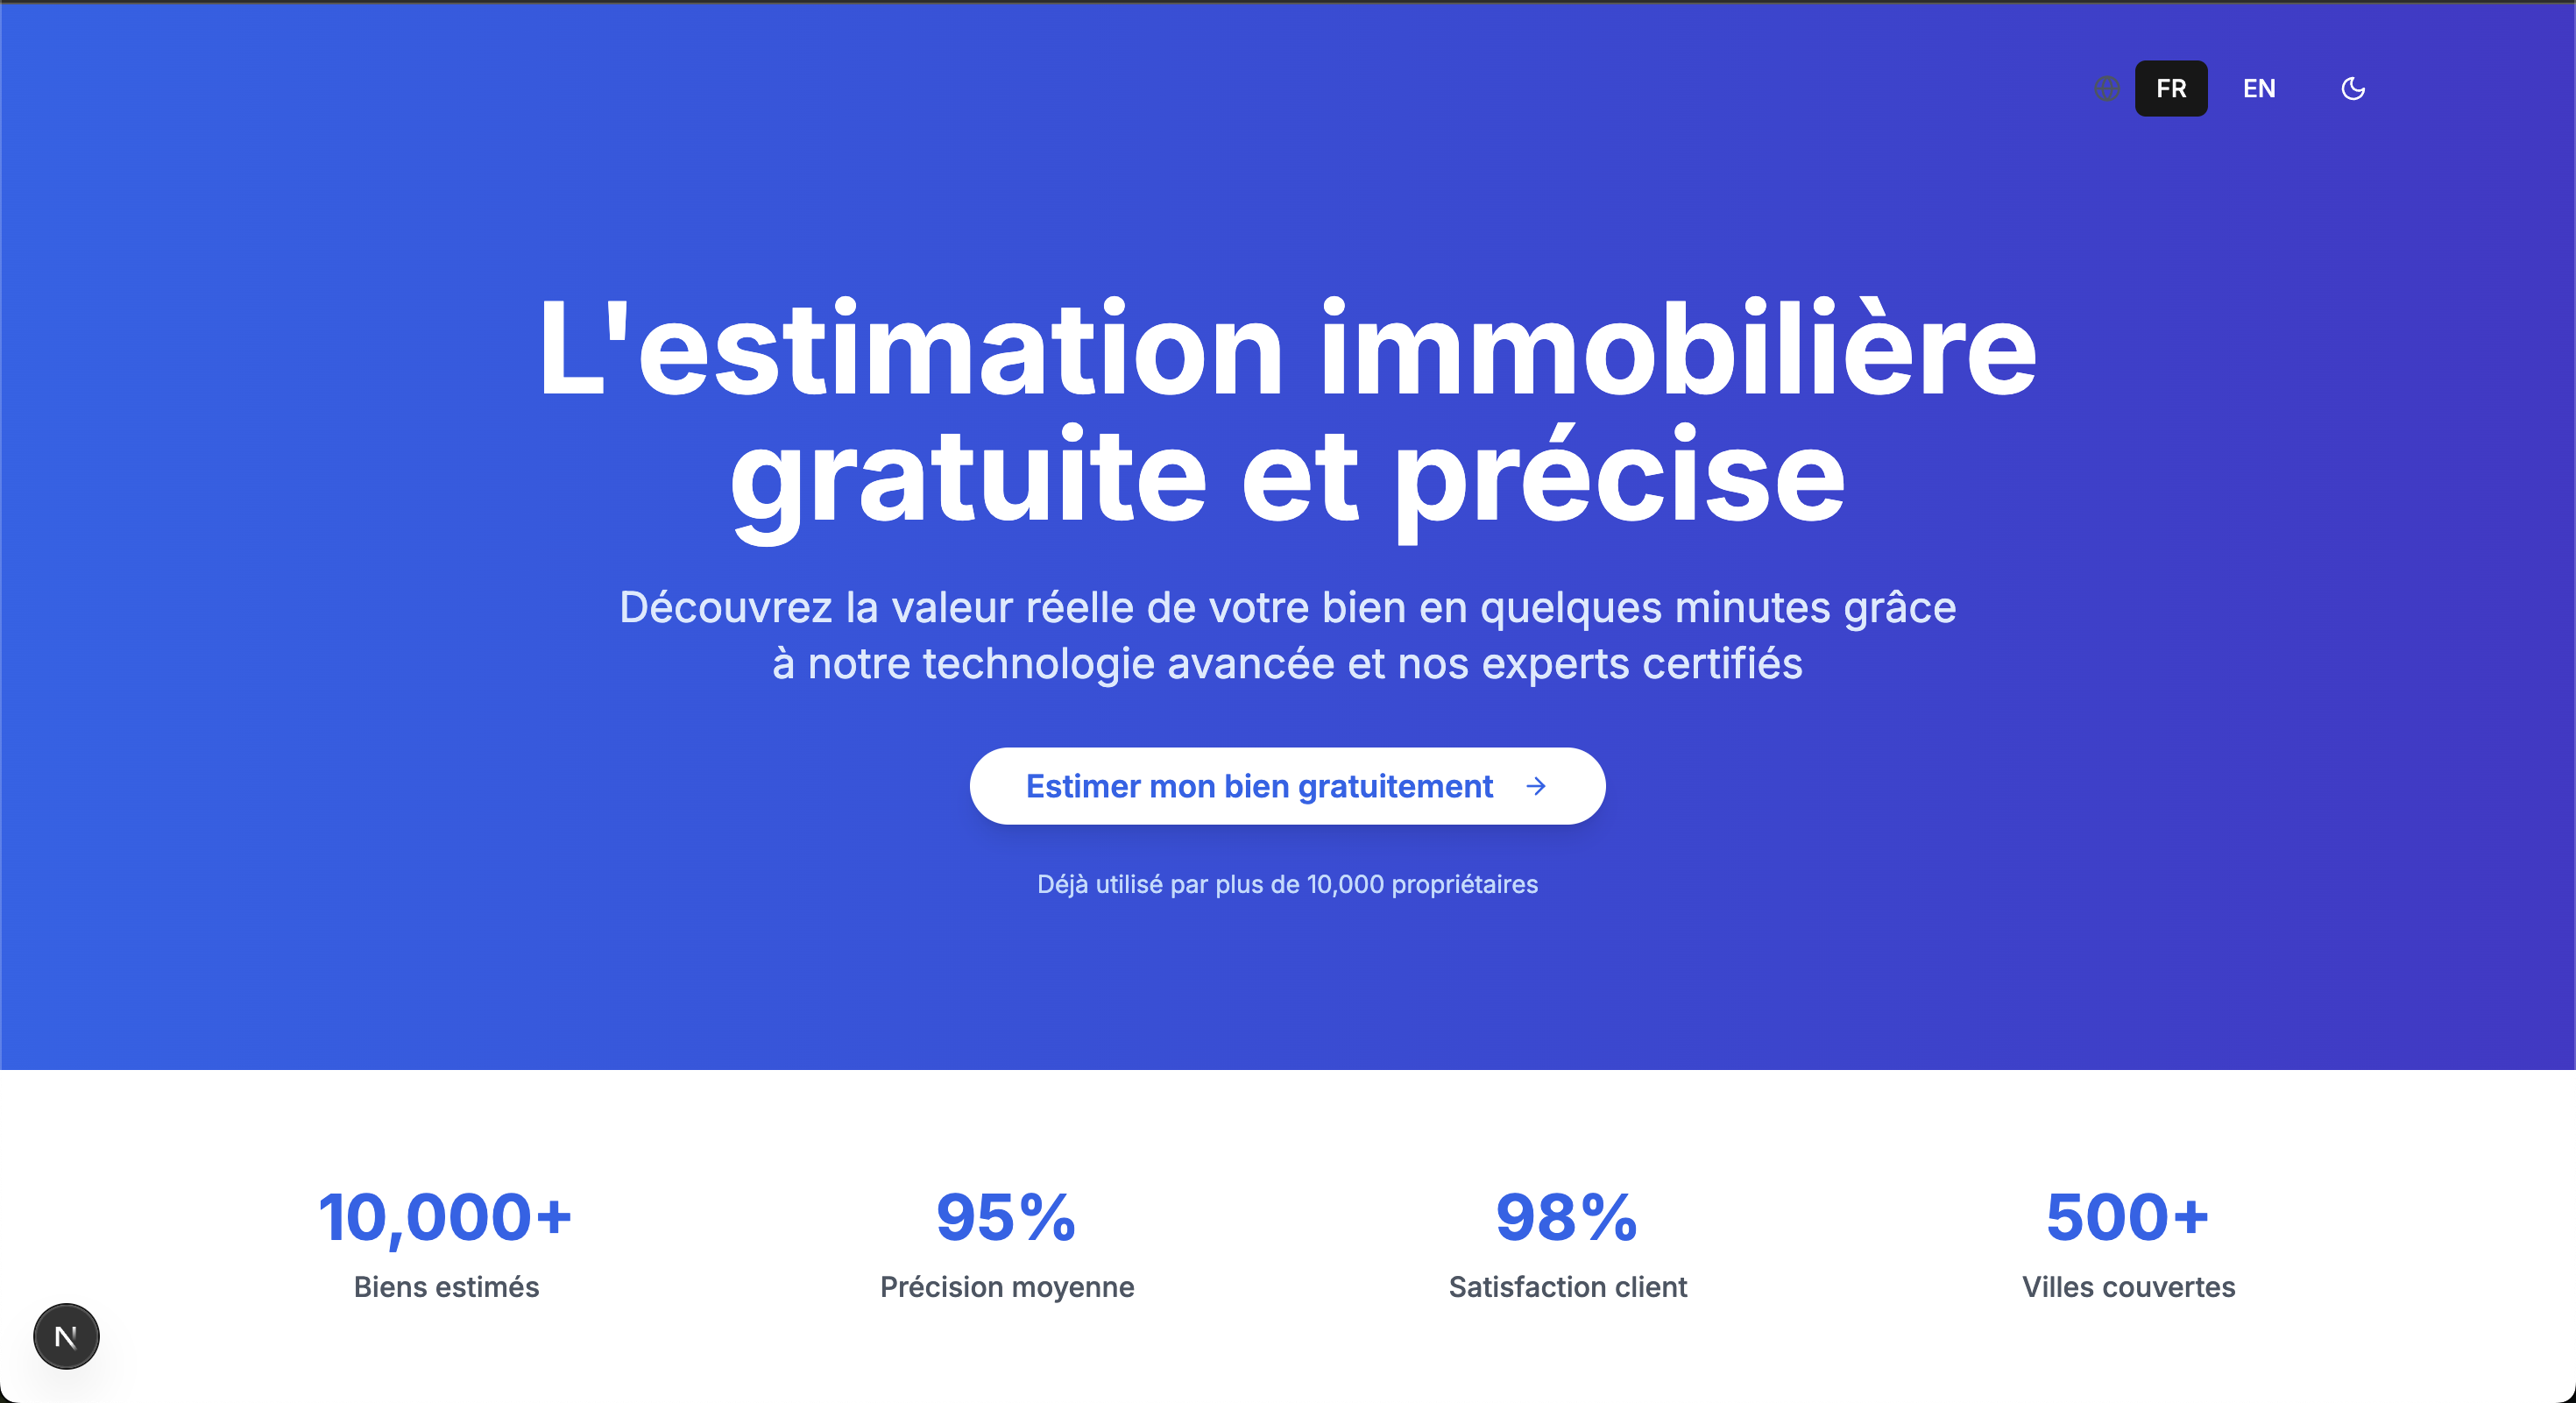 FR EN
L'estimation immobilière
gratuite et précise
Découvrez la valeur réelle de votre bien en quelques minutes grâce
à notre technologie avancée et nos experts certifiés
Estimer mon bien gratuitement →
Déjà utilisé par plus de 10,000 propriétaires
10,000+ 95% 98% 500+
Biens estimés Précision moyenne Satisfaction client Villes couvertes
N